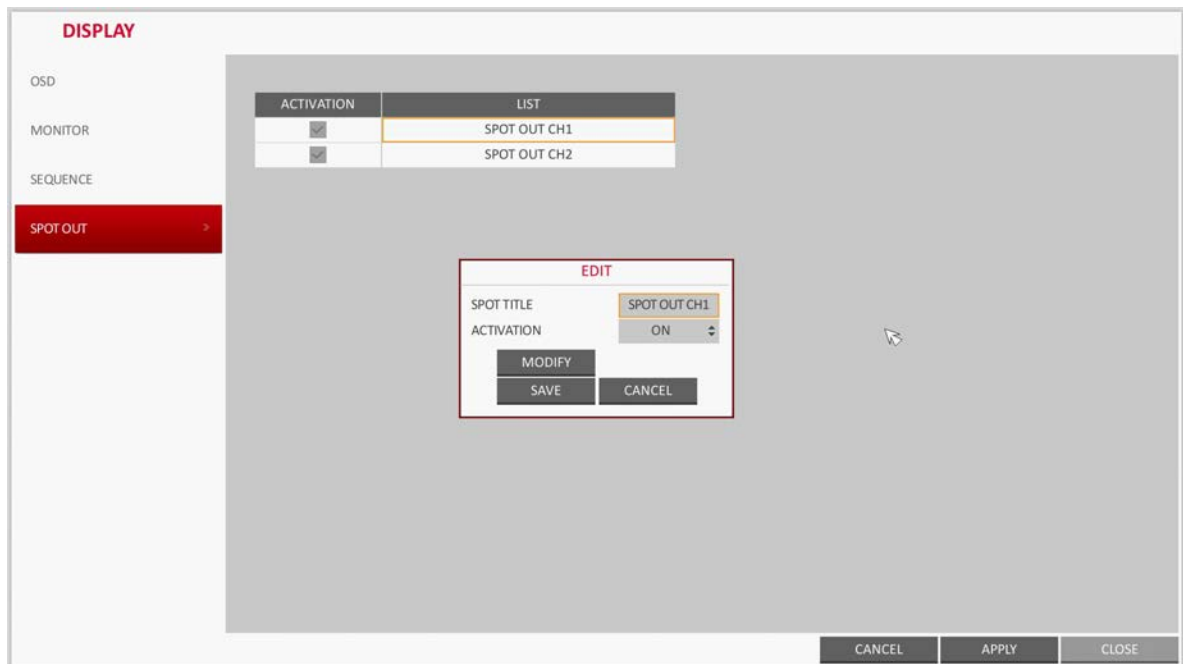 DISPLAY
OSD
MONITOR
SEQUENCE
SPOT OUT
ACTIVATION LIST
SPOT OUT CH1
SPOT OUT CH2
EDIT
SPOT TITLE SPOT OUT CH1
ACTIVATION ON
MODIFY
SAVE CANCEL
CANCEL APPLY CLOSE